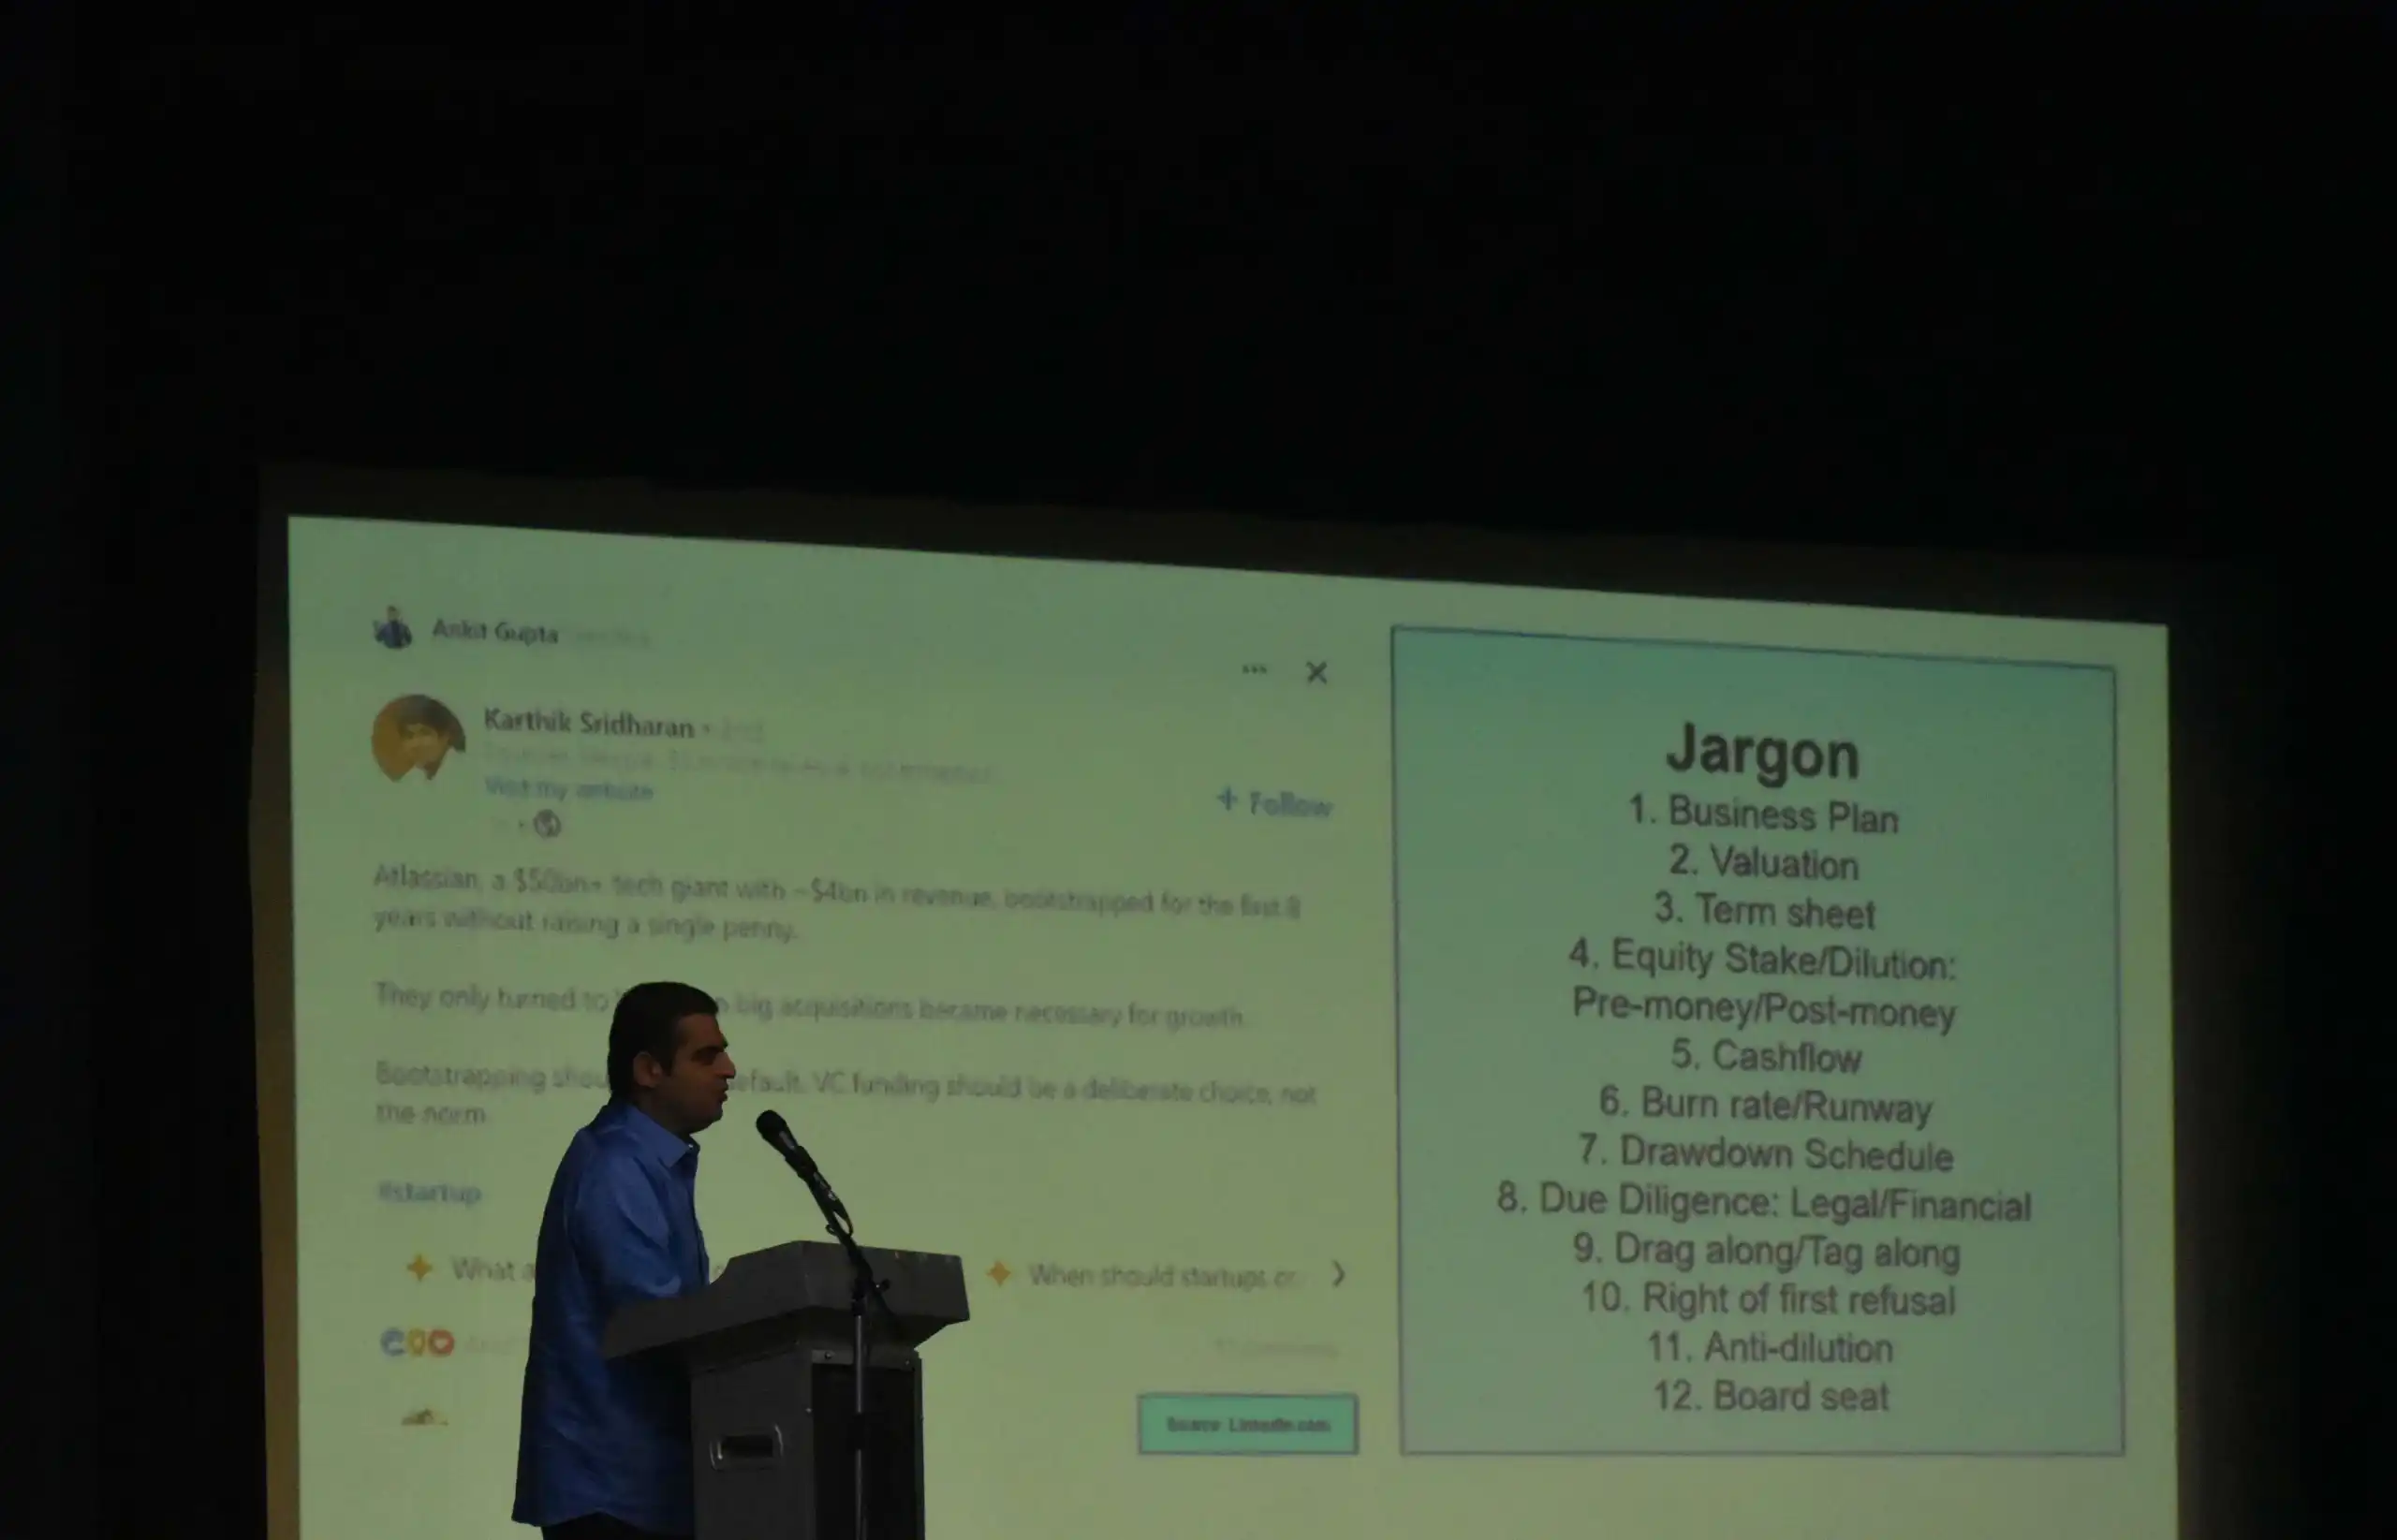 Ankit Gupta
Karthik Sridharan •
Visit my website
+ Follow
Atlassian, a $50bn+ tech giant with ~$4bn in revenue, bootstrapped for the first 8
years without raising a single penny.
They only turned to big acquisitions became necessary for growth.
Bootstrapping efault. VC funding should be a deliberate choice, not
the norm.
#startup
What a
When should startups
Source: LinkedIn.com
Jargon
1. Business Plan
2. Valuation
3. Term sheet
4. Equity Stake/Dilution:
Pre-money/Post-money
5. Cashflow
6. Burn rate/Runway
7. Drawdown Schedule
8. Due Diligence: Legal/Financial
9. Drag along/Tag along
10. Right of first refusal
11. Anti-dilution
12. Board seat